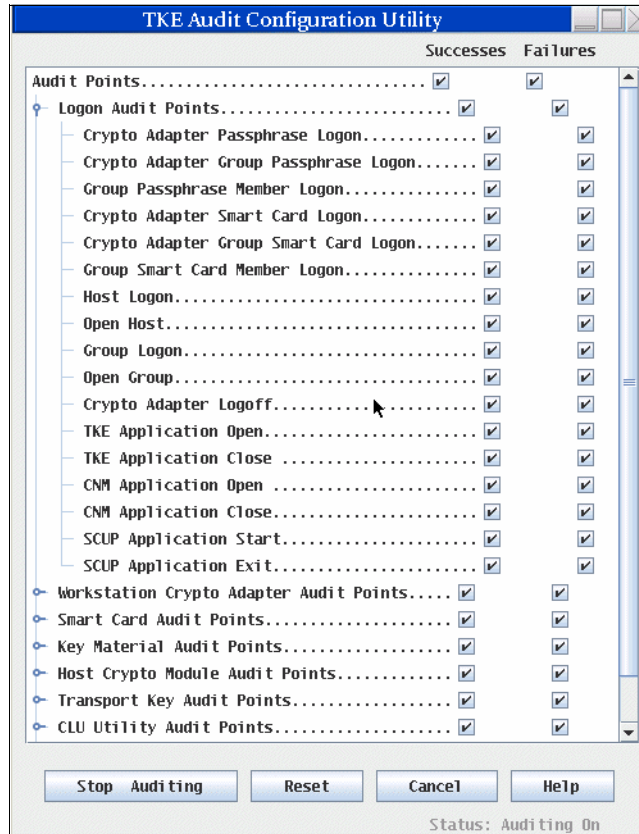 TKE Audit Configuration Utility
Successes Failures
Audit Points...............................
Logon Audit Points.........................
Crypto Adapter Passphrase Logon............
Crypto Adapter Group Passphrase Logon......
Group Passphrase Member Logon..............
Crypto Adapter Smart Card Logon............
Crypto Adapter Group Smart Card Logon......
Group Smart Card Member Logon..............
Host Logon.................................
Open Host..................................
Group Logon................................
Open Group.................................
Crypto Adapter Logoff......................
TKE Application Open.......................
TKE Application Close .....................
CNM Application Open ......................
CNM Application Close......................
SCUP Application Start.....................
SCUP Application Exit......................
Workstation Crypto Adapter Audit Points.....
Smart Card Audit Points....................
Key Material Audit Points..................
Host Crypto Module Audit Points............
Transport Key Audit Points.................
CLU Utility Audit Points...................
Stop Auditing Reset Cancel Help
Status: Auditing On